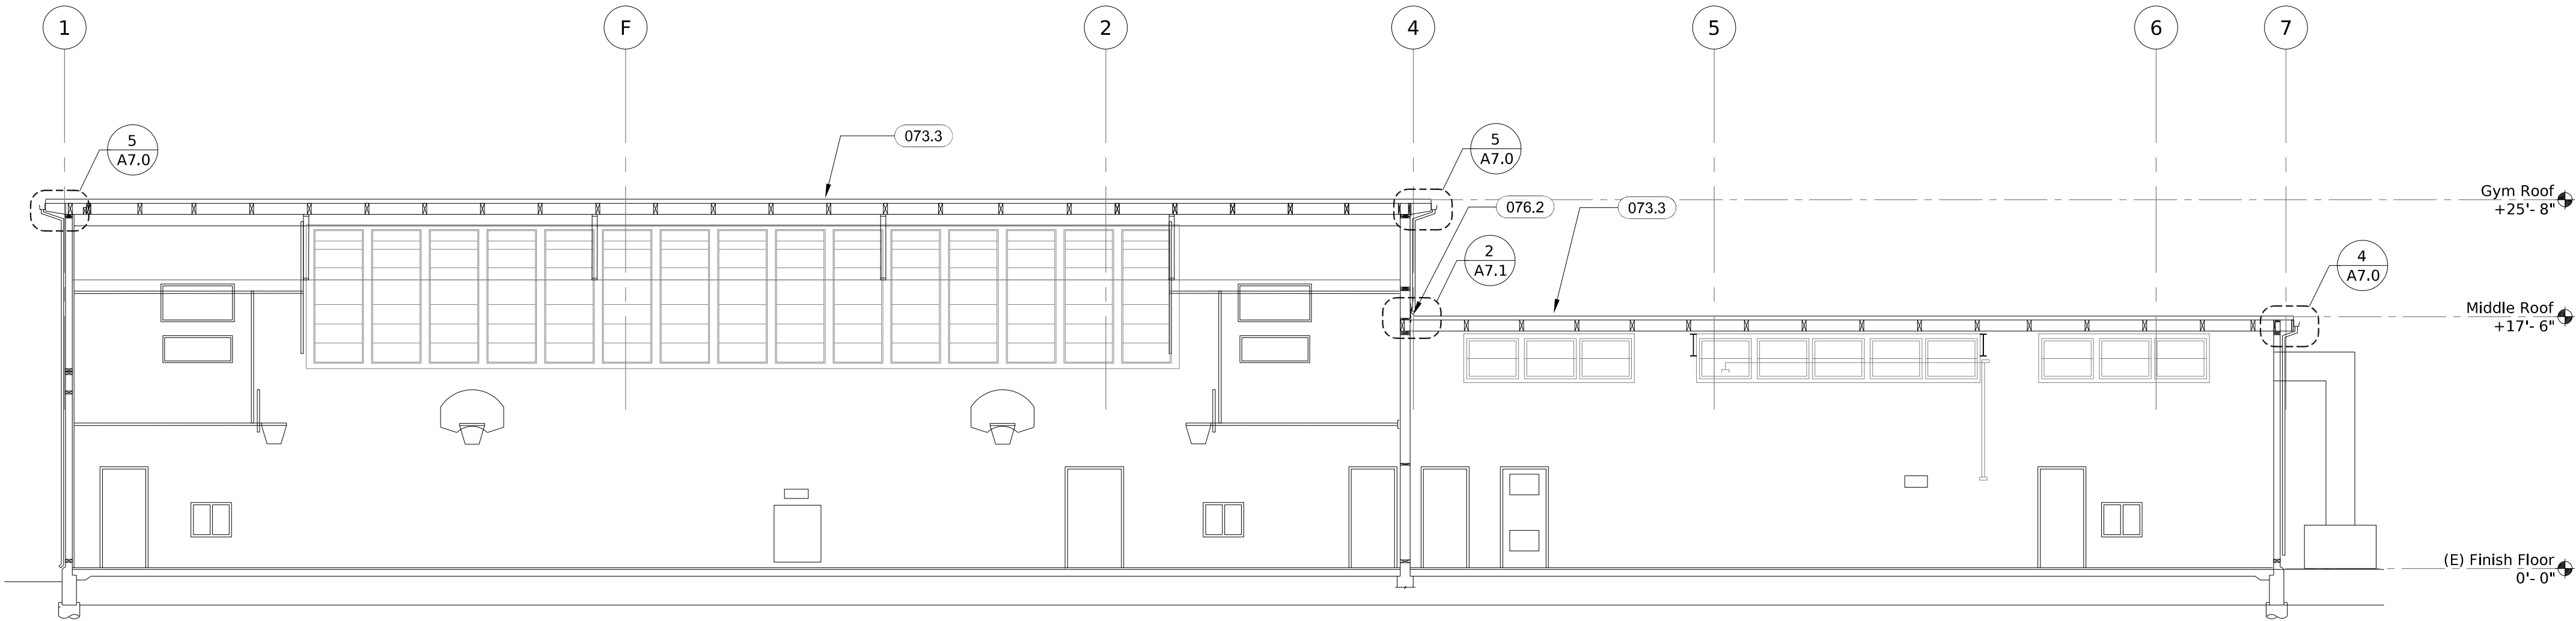 1
F
2
4
5
6
7
5
A7.0
073.3
5
A7.0
076.2
073.3
2
A7.1
4
A7.0
Gym Roof
+25'- 8"
Middle Roof
+17'- 6"
(E) Finish Floor
0'- 0"